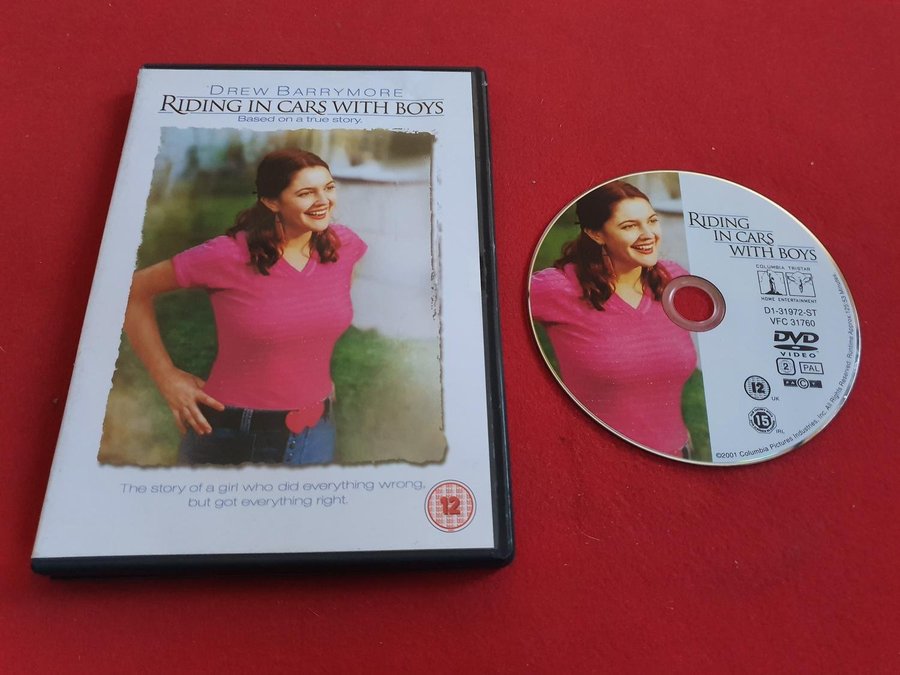 DREW BARRYMORE
RIDING IN CARS WITH BOYS
Based on a true story.
The story of a girl who did everything wrong,
but got everything right.
12
RIDING
IN CARS
WITH BOYS
COLUMBIA TRISTAR
HOME ENTERTAINMENT
D1-31972-ST
VFC 31760
DVD
VIDEO
2 PAL
12 UK
15 IRL
©2001 Columbia Pictures Industries, Inc. All Rights Reserved. Runtime Approx.